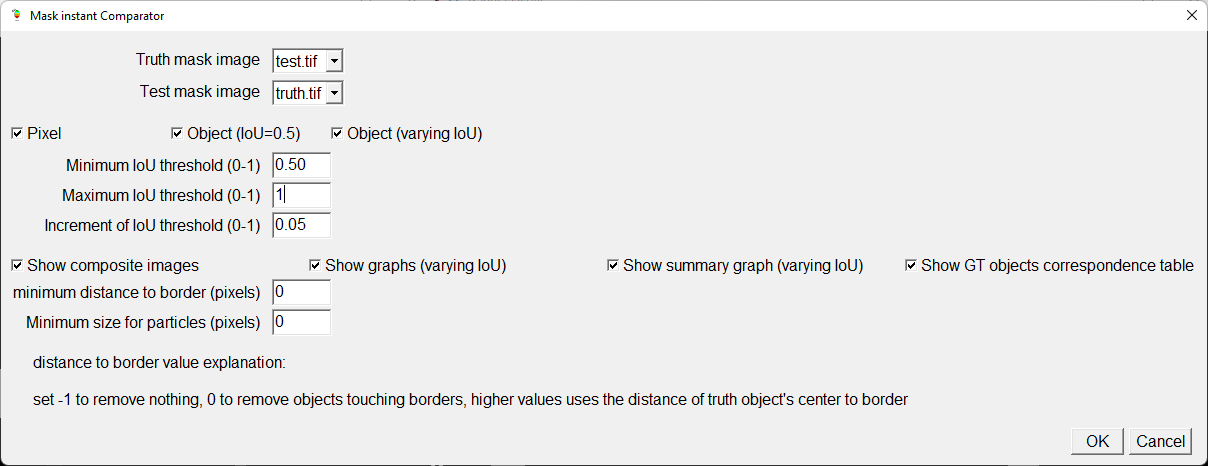 Mask instant Comparator
Truth mask image test.tif
Test mask image truth.tif
Pixel Object (IoU=0.5) Object (varying IoU)
Minimum IoU threshold (0-1) 0.50
Maximum IoU threshold (0-1) 1
Increment of IoU threshold (0-1) 0.05
Show composite images Show graphs (varying IoU) Show summary graph (varying IoU) Show GT objects correspondence table
minimum distance to border (pixels) 0
Minimum size for particles (pixels) 0
distance to border value explanation:
set -1 to remove nothing, 0 to remove objects touching borders, higher values uses the distance of truth object's center to border
OK Cancel